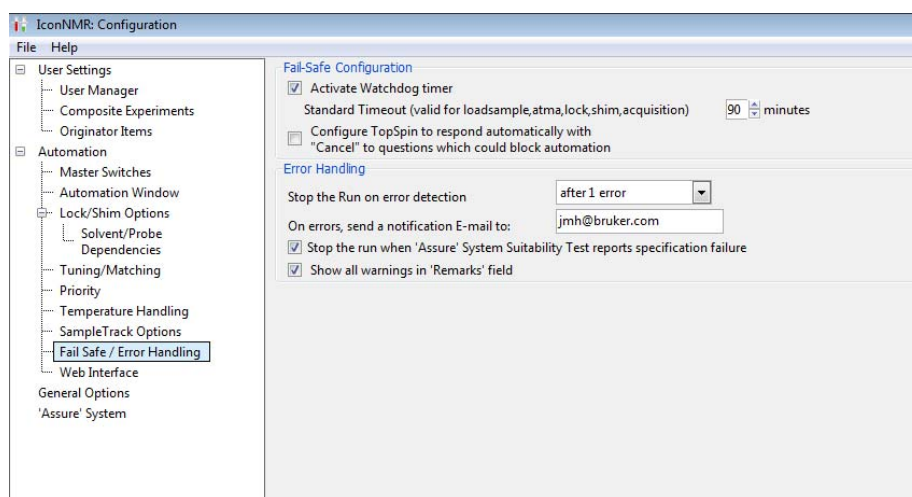 IconNMR: Configuration
File Help
User Settings
User Manager
Composite Experiments
Originator Items
Automation
Master Switches
Automation Window
Lock/Shim Options
Solvent/Probe
Dependencies
Tuning/Matching
Priority
Temperature Handling
SampleTrack Options
Fail Safe / Error Handling
Web Interface
General Options
'Assure' System
Fail-Safe Configuration
Activate Watchdog timer
Standard Timeout (valid for loadsample,atma,lock,shim,acquisition) 90 minutes
Configure TopSpin to respond automatically with
"Cancel" to questions which could block automation
Error Handling
Stop the Run on error detection after 1 error
On errors, send a notification E-mail to: jmh@bruker.com
Stop the run when 'Assure' System Suitability Test reports specification failure
Show all warnings in 'Remarks' field